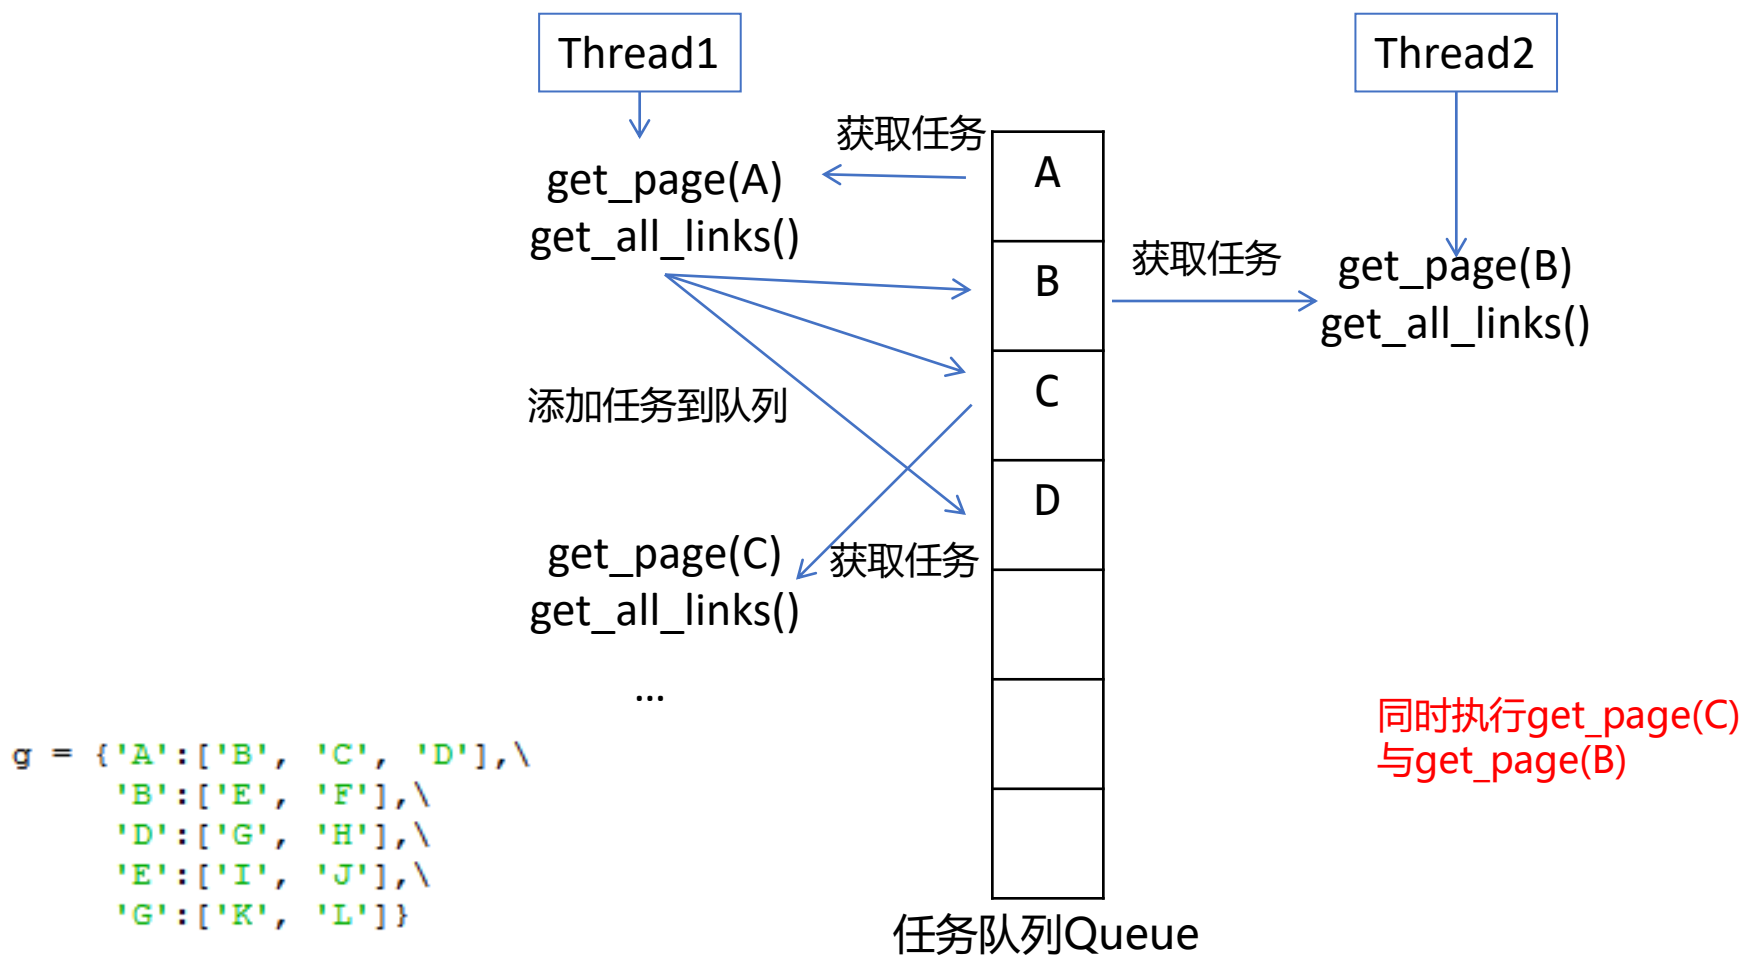 Thread1
Thread2
获取任务
get_page(A)
get_all_links()
A
B
C
D
获取任务
get_page(B)
get_all_links()
添加任务到队列
获取任务
get_page(C)
get_all_links()
...
同时执行get_page(C)
与get_page(B)
g = {'A':['B', 'C', 'D'],\
'B':['E', 'F'],\
'D':['G', 'H'],\
'E':['I', 'J'],\
'G':['K', 'L']}
任务队列Queue